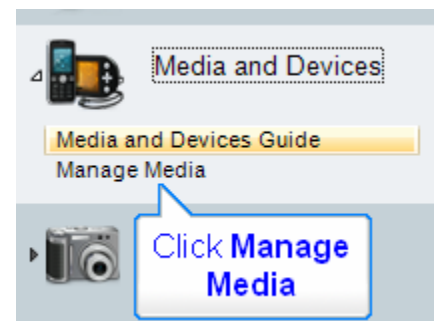 Media and Devices
Media and Devices Guide
Manage Media
Click Manage
Media